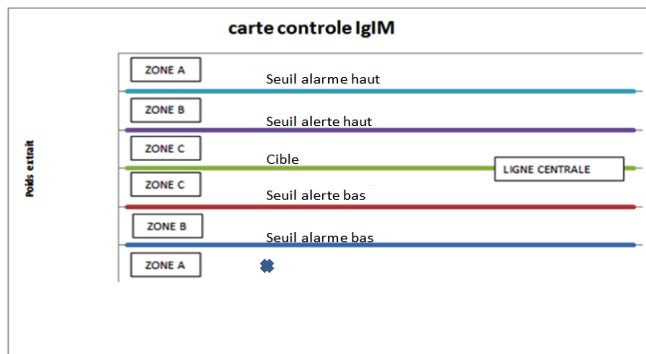 carte controle IgIM
ZONE A
Seuil alarme haut
ZONE B
Seuil alerte haut
ZONE C
Cible
LIGNE CENTRALE
ZONE C
Seuil alerte bas
ZONE B
Seuil alarme bas
ZONE A
Poids extrait